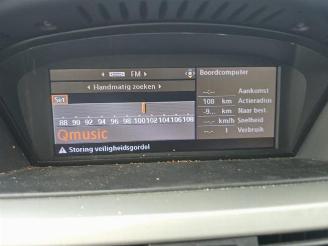 FM
Handmatig zoeken
Set
88 90 92 94 96 98 100 102 104 106 108
Qmusic
Storing veiligheidsgordel
Boordcomputer
--:-- Aankomst
108 km Actieradius
km Naar best.
--.- km/h Snelheid
--.- l Verbruik